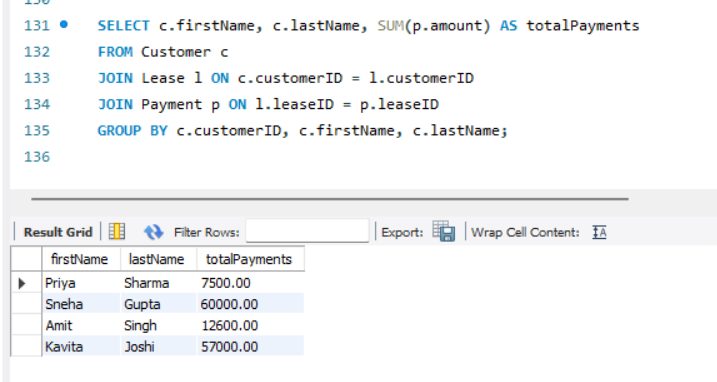 130
131 SELECT c.firstName, c.lastName, SUM(p.amount) AS totalPayments
132 FROM Customer c
133 JOIN Lease l ON c.customerID = l.customerID
134 JOIN Payment p ON l.leaseID = p.leaseID
135 GROUP BY c.customerID, c.firstName, c.lastName;
136
Result Grid Filter Rows: Export: Wrap Cell Content: IA
firstName lastName totalPayments
Priya Sharma 7500.00
Sneha Gupta 60000.00
Amit Singh 12600.00
Kavita Joshi 57000.00